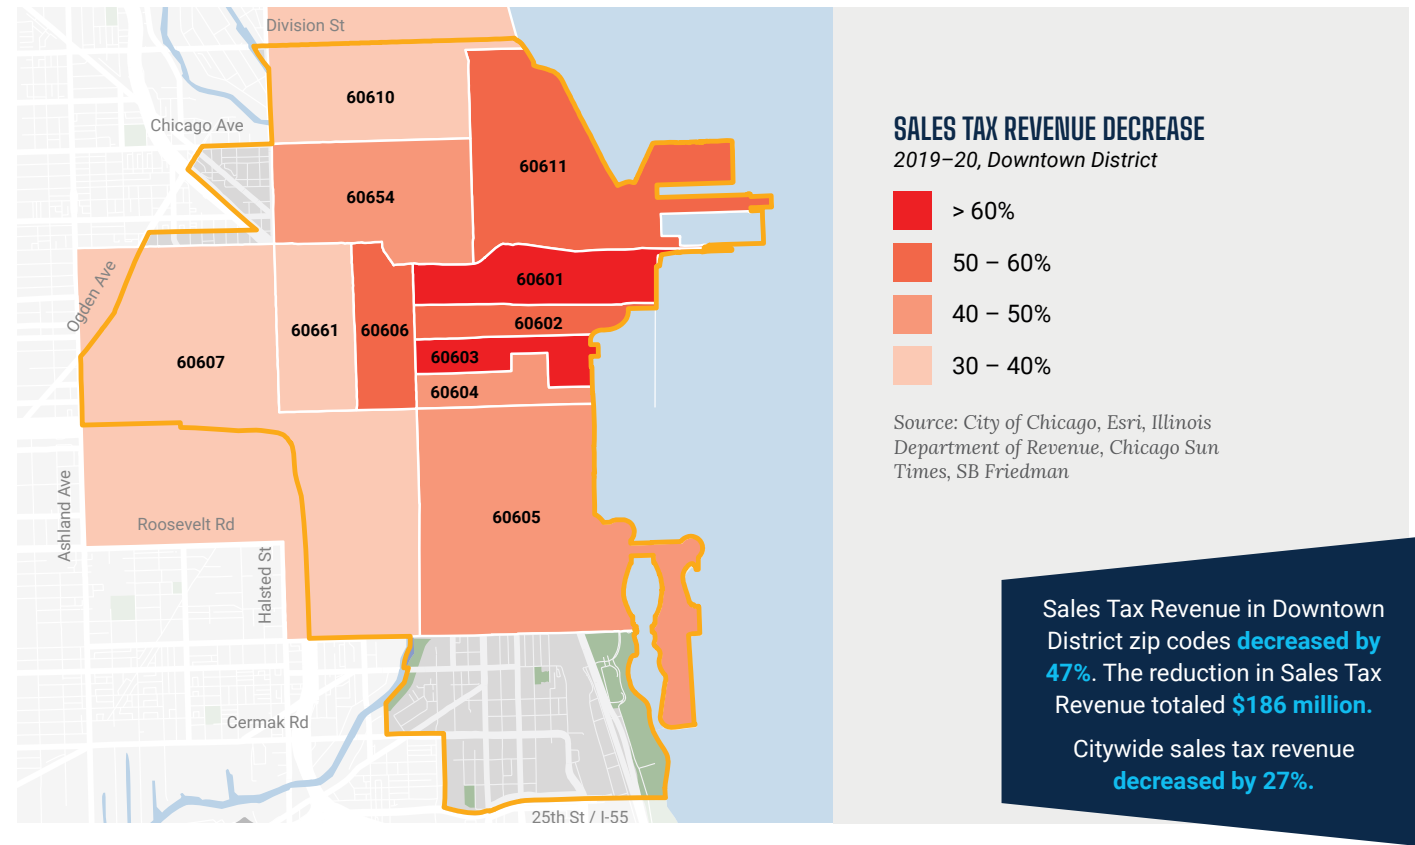 Division St
60610
Chicago Ave
60611
60654
Ogden Ave
60601
60602
60661
60606
60607
60603
60604
Ashland Ave
Roosevelt Rd
60605
Halsted St
Cermak Rd
25th St / I-55
SALES TAX REVENUE DECREASE
2019–20, Downtown District
> 60%
50 – 60%
40 – 50%
30 – 40%
Source: City of Chicago, Esri, Illinois
Department of Revenue, Chicago Sun
Times, SB Friedman
Sales Tax Revenue in Downtown
District zip codes decreased by
47%. The reduction in Sales Tax
Revenue totaled $186 million.
Citywide sales tax revenue
decreased by 27%.